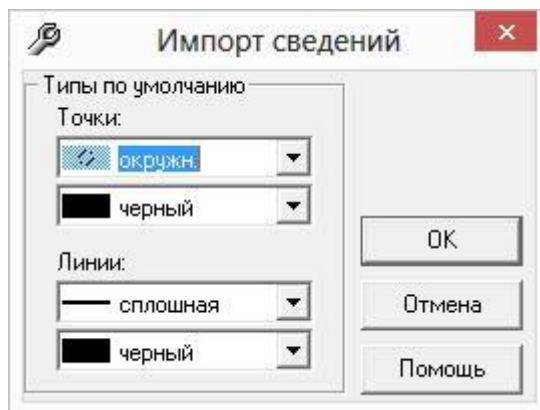 Импорт сведений
Типы по умолчанию
Точки:
окружн.
черный
Линии:
сплошная
черный
OK
Отмена
Помощь